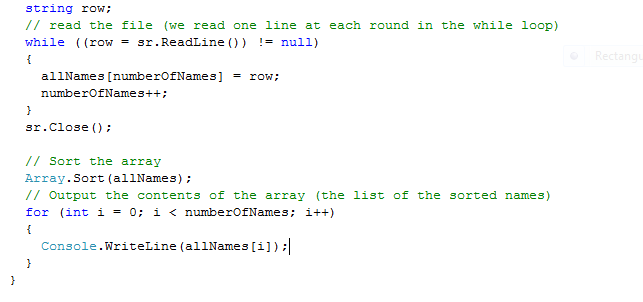 string row;
// read the file (we read one line at each round in the while loop)
while ((row = sr.ReadLine()) != null)
{
allNames[numberOfNames] = row;
numberOfNames++;
}
sr.Close();
// Sort the array
Array.Sort(allNames);
// Output the contents of the array (the list of the sorted names)
for (int i = 0; i < numberOfNames; i++)
{
Console.WriteLine(allNames[i]);
}
}